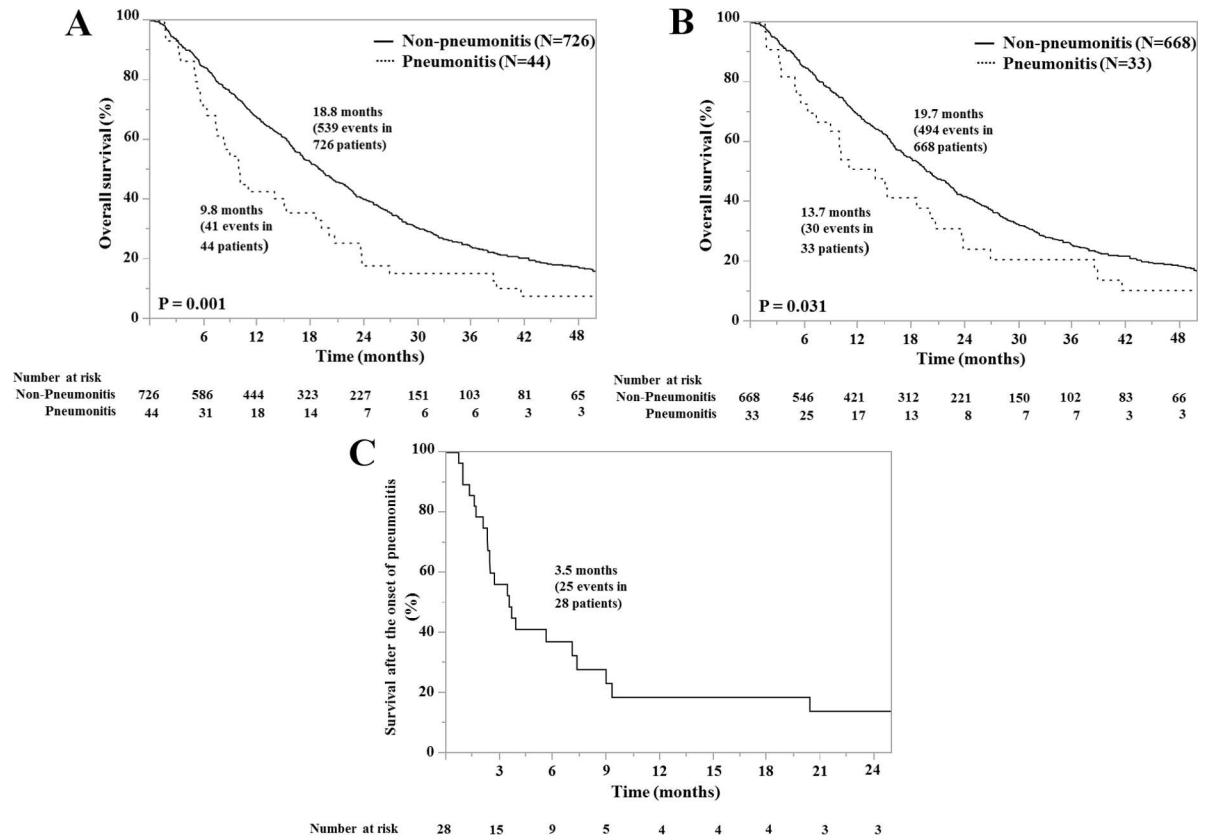 A
Overall survival (%)
100
80
60
40
20
0
Non-pneumonitis (N=726)
Pneumonitis (N=44)
18.8 months
(539 events in
726 patients)
9.8 months
(41 events in
44 patients)
P = 0.001
6 12 18 24 30 36 42 48
Time (months)
Number at risk
Non-Pneumonitis 726 586 444 323 227 151 103 81 65
Pneumonitis 44 31 18 14 7 6 6 3 3
B
Overall survival (%)
100
80
60
40
20
0
Non-pneumonitis (N=668)
Pneumonitis (N=33)
19.7 months
(494 events in
668 patients)
13.7 months
(30 events in
33 patients)
P = 0.031
6 12 18 24 30 36 42 48
Time (months)
Number at risk
Non-Pneumonitis 668 546 421 312 221 150 102 83 66
Pneumonitis 33 25 17 13 8 7 7 3 3
C
Survival after the onset of pneumonitis
(%)
100
80
60
40
20
0
3.5 months
(25 events in
28 patients)
3 6 9 12 15 18 21 24
Time (months)
Number at risk 28 15 9 5 4 4 4 3 3